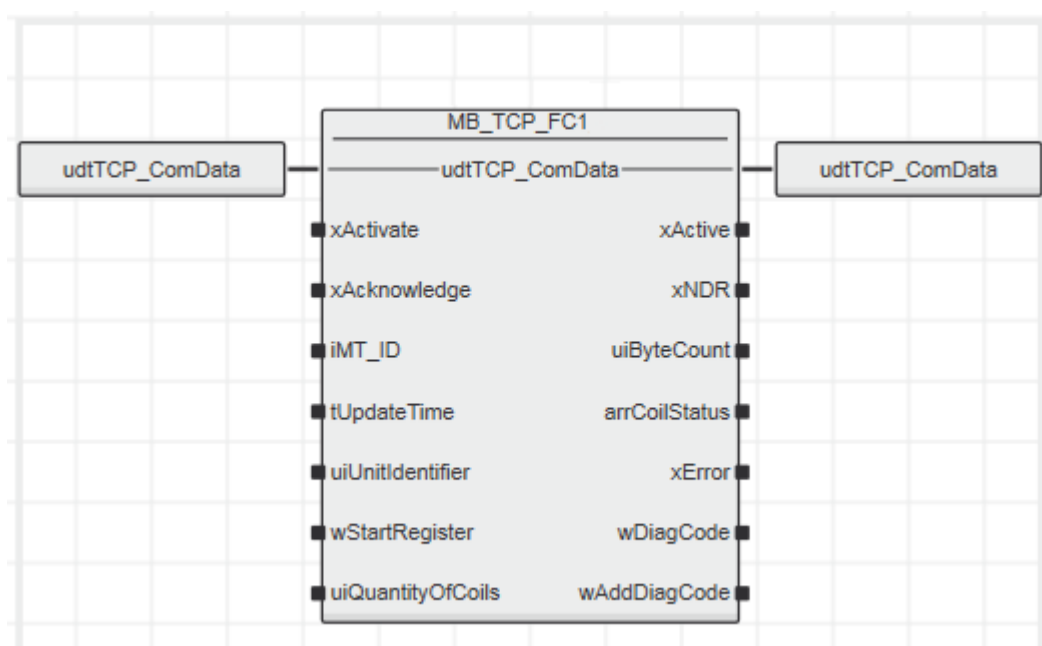 MB_TCP_FC1
udtTCP_ComData udtTCP_ComData udtTCP_ComData
xActivate xActive
xAcknowledge xNDR
iMT_ID uiByteCount
tUpdateTime arrCoilStatus
uiUnitIdentifier xError
wStartRegister wDiagCode
uiQuantityOfCoils wAddDiagCode